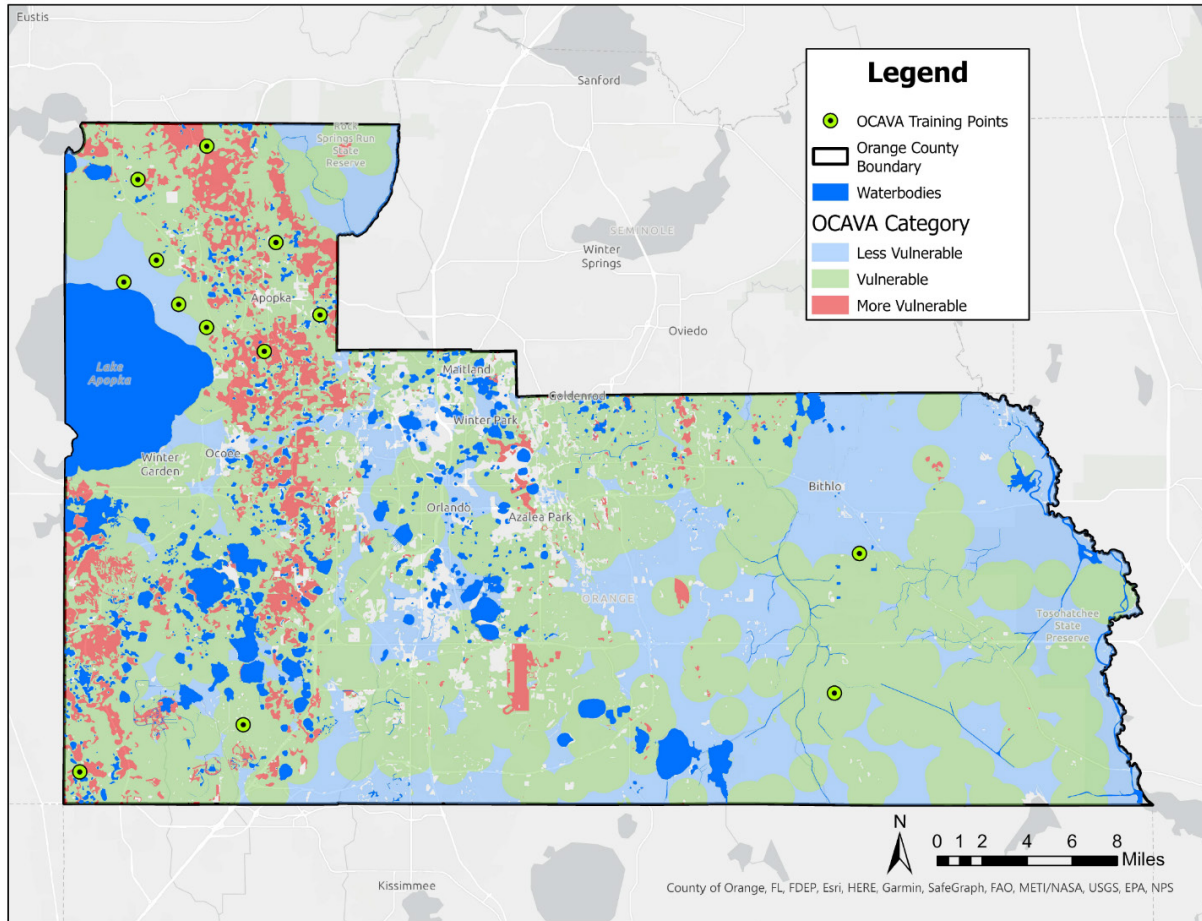 Eustis
Sanford
Legend
OCAVA Training Points
Orange County
Boundary
Waterbodies
OCAVA Category
Less Vulnerable
Vulnerable
More Vulnerable
Rock
Springs Run
State
Reserve
SEMINOLE
Winter
Springs
Apopka
Oviedo
Lake
Apopka
Maitland
Goldenrod
Winter Park
Winter
Garden
Ocoee
Bithlo
Orlando
Azalea Park
ORANGE
Tosohatchee
State
Preserve
N
0 1 2 4 6 8
Miles
Kissimmee
County of Orange, FL, FDEP, Esri, HERE, Garmin, SafeGraph, FAO, METI/NASA, USGS, EPA, NPS